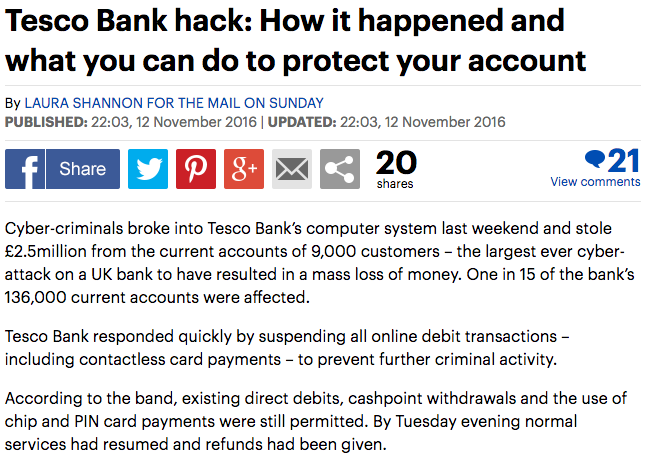 Tesco Bank hack: How it happened and
what you can do to protect your account
By LAURA SHANNON FOR THE MAIL ON SUNDAY
PUBLISHED: 22:03, 12 November 2016 | UPDATED: 22:03, 12 November 2016
f Share g+ 20 21
shares View comments
Cyber-criminals broke into Tesco Bank's computer system last weekend and stole
£2.5million from the current accounts of 9,000 customers – the largest ever cyber-
attack on a UK bank to have resulted in a mass loss of money. One in 15 of the bank's
136,000 current accounts were affected.
Tesco Bank responded quickly by suspending all online debit transactions –
including contactless card payments – to prevent further criminal activity.
According to the band, existing direct debits, cashpoint withdrawals and the use of
chip and PIN card payments were still permitted. By Tuesday evening normal
services had resumed and refunds had been given.